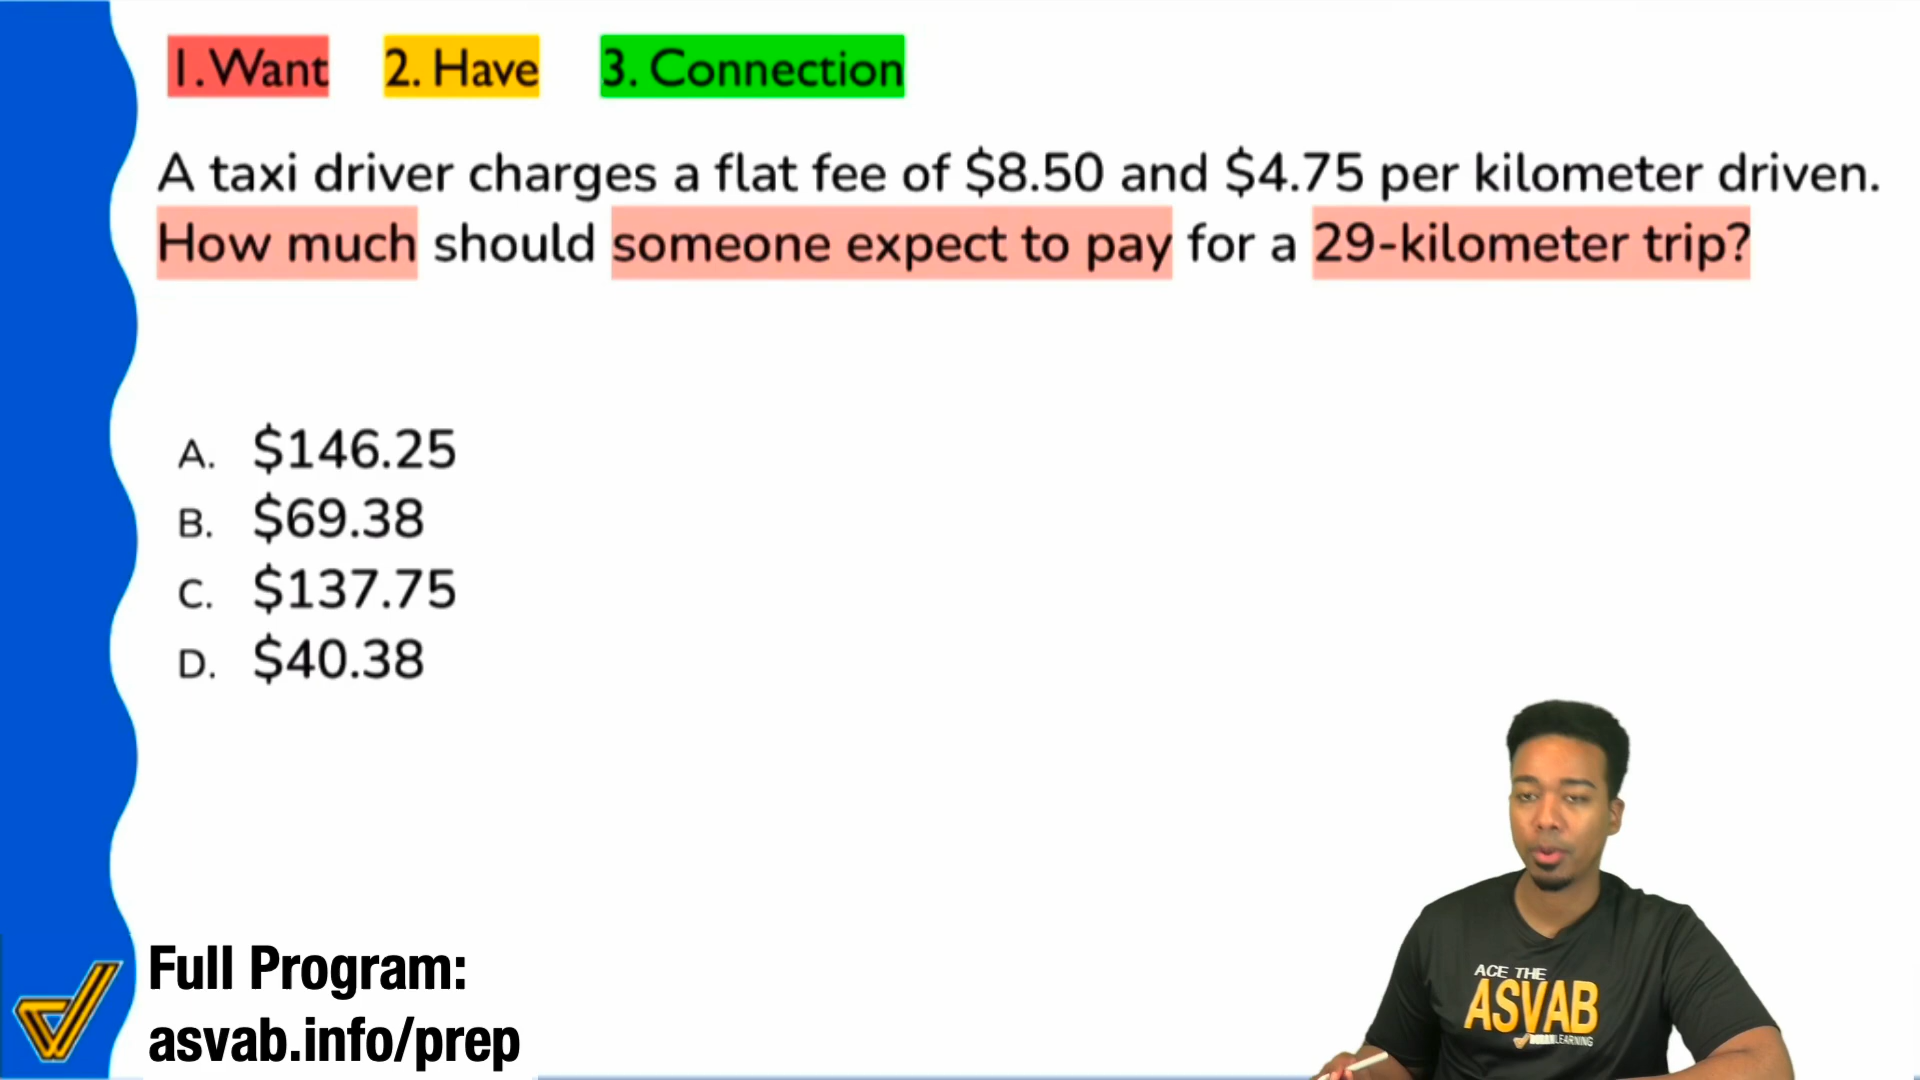 1. Want 2. Have 3. Connection
A taxi driver charges a flat fee of $8.50 and $4.75 per kilometer driven.
How much should someone expect to pay for a 29-kilometer trip?
A. $146.25
B. $69.38
C. $137.75
D. $40.38
Full Program:
asvab.info/prep
ACE THE
ASVAB
LEARNING